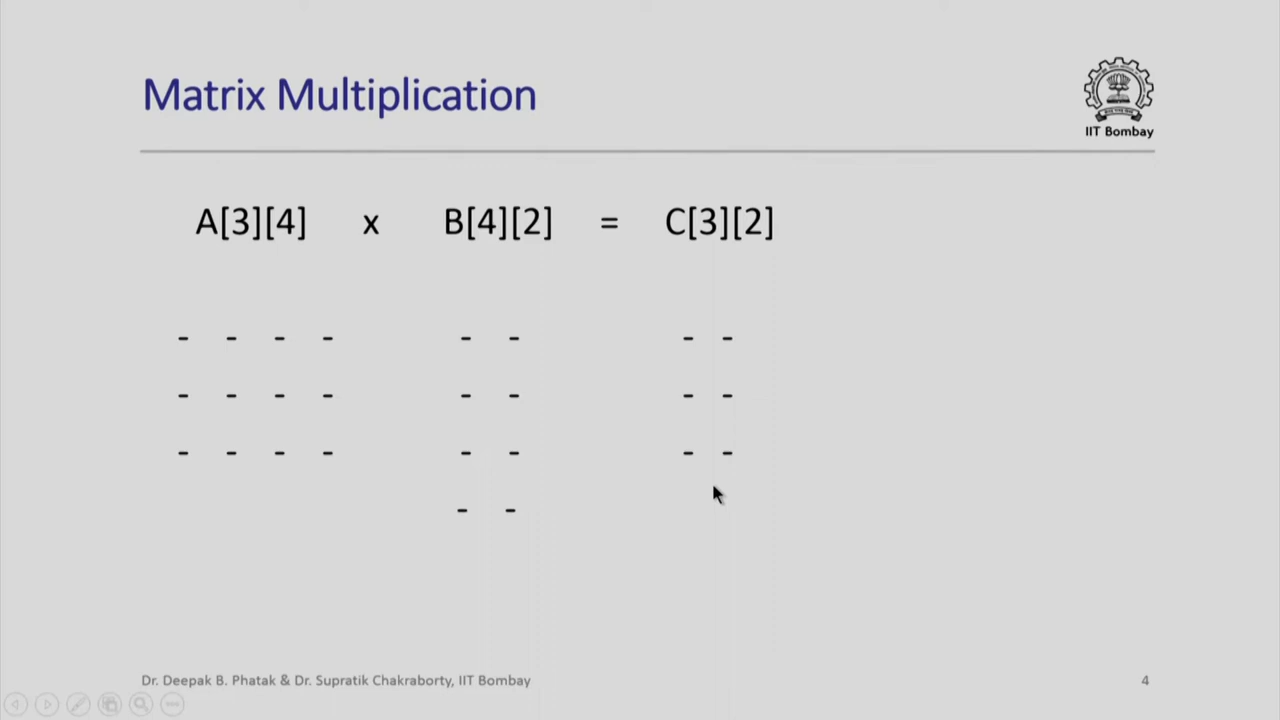 Matrix Multiplication
IIT Bombay
A[3][4] x B[4][2] = C[3][2]
- - - - - - - -
- - - - - - - -
- - - - - - - -
- -
Dr. Deepak B. Phatak & Dr. Supratik Chakraborty, IIT Bombay 4